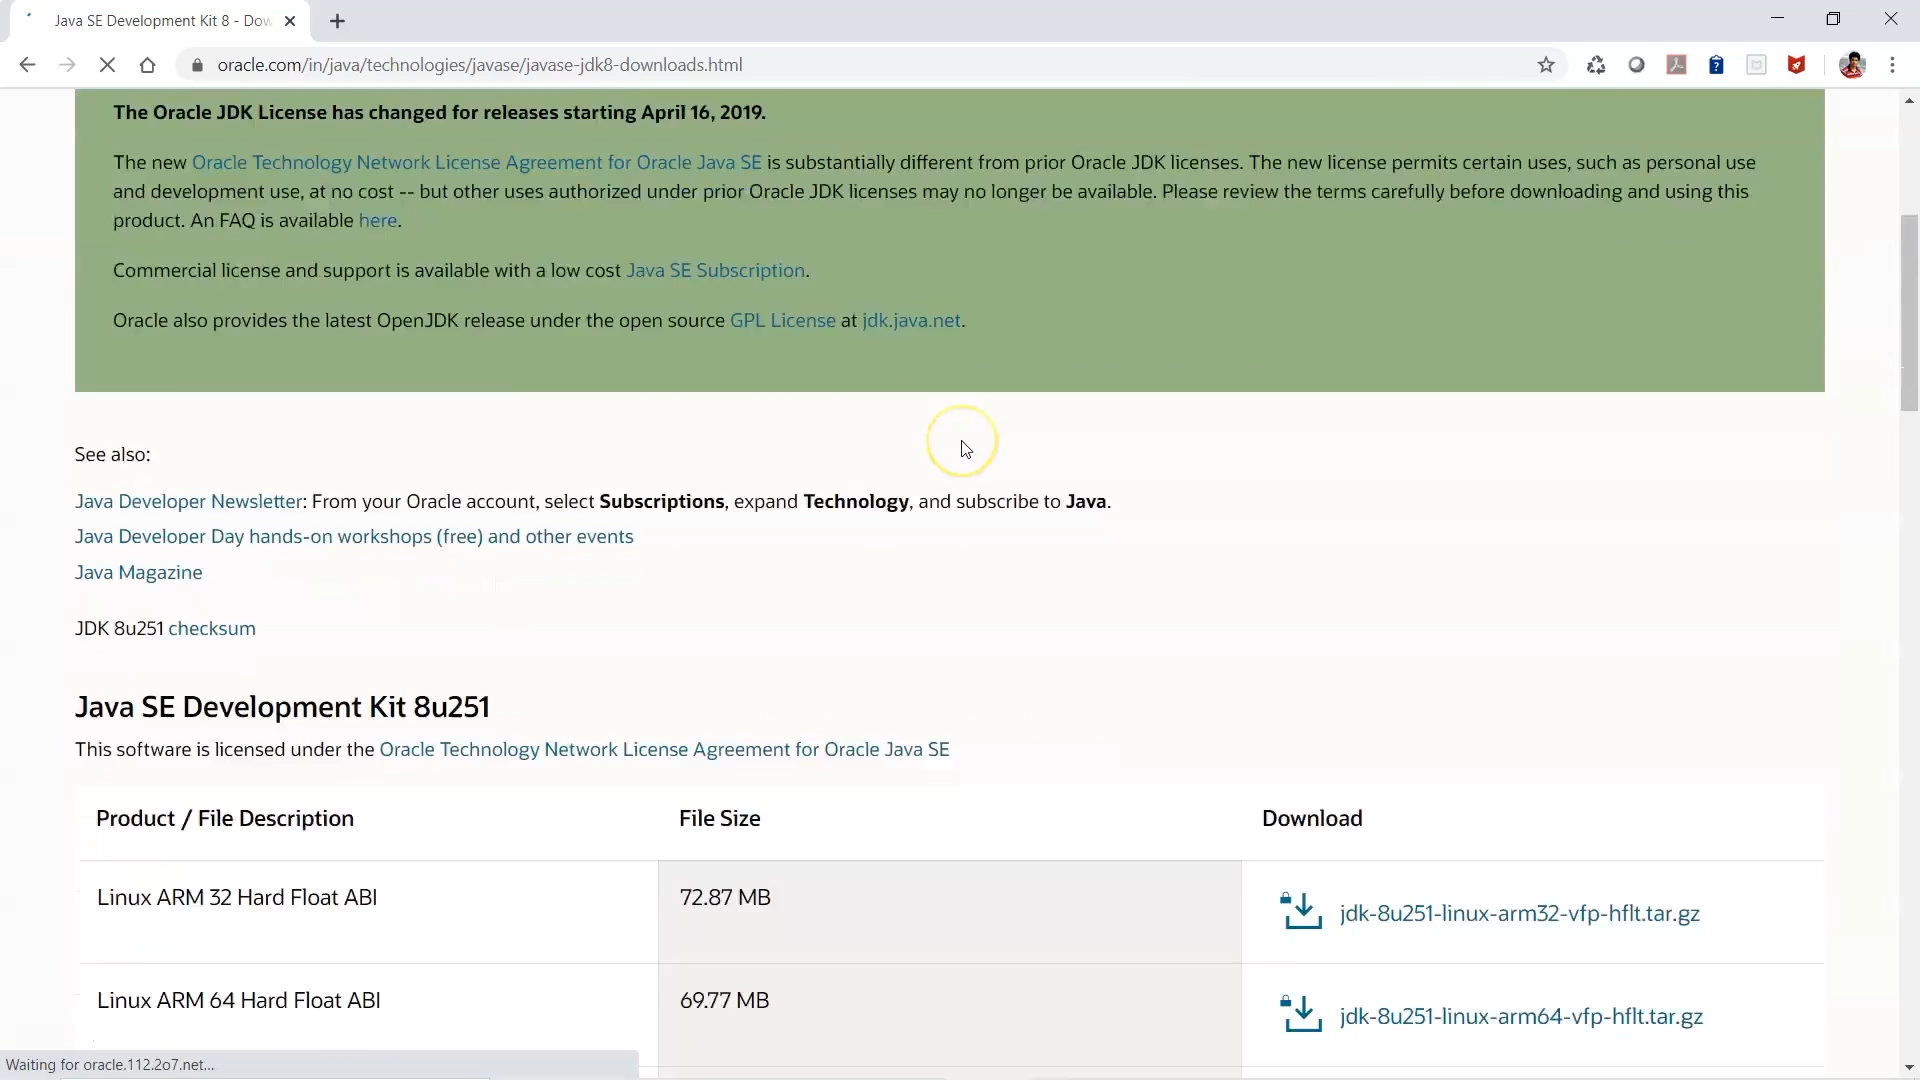 Java SE Development Kit 8 - Dow
oracle.com/in/java/technologies/javase/javase-jdk8-downloads.html
The Oracle JDK License has changed for releases starting April 16, 2019.
The new Oracle Technology Network License Agreement for Oracle Java SE is substantially different from prior Oracle JDK licenses. The new license permits certain uses, such as personal use
and development use, at no cost -- but other uses authorized under prior Oracle JDK licenses may no longer be available. Please review the terms carefully before downloading and using this
product. An FAQ is available here.
Commercial license and support is available with a low cost Java SE Subscription.
Oracle also provides the latest OpenJDK release under the open source GPL License at jdk.java.net.
See also:
Java Developer Newsletter: From your Oracle account, select Subscriptions, expand Technology, and subscribe to Java.
Java Developer Day hands-on workshops (free) and other events
Java Magazine
JDK 8u251 checksum
Java SE Development Kit 8u251
This software is licensed under the Oracle Technology Network License Agreement for Oracle Java SE
Product / File Description File Size Download
Linux ARM 32 Hard Float ABI 72.87 MB jdk-8u251-linux-arm32-vfp-hflt.tar.gz
Linux ARM 64 Hard Float ABI 69.77 MB jdk-8u251-linux-arm64-vfp-hflt.tar.gz
Waiting for oracle.112.2o7.net...